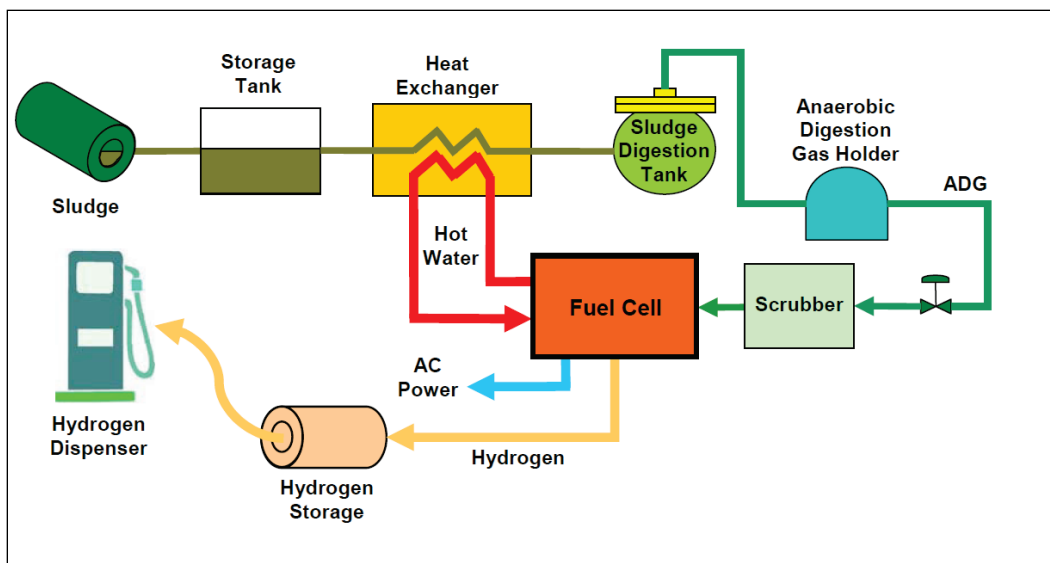 Storage
Tank
Heat
Exchanger
Sludge
Sludge
Digestion
Tank
Anaerobic
Digestion
Gas Holder
ADG
Hot
Water
Fuel Cell
Scrubber
AC
Power
Hydrogen
Dispenser
Hydrogen
Hydrogen
Storage